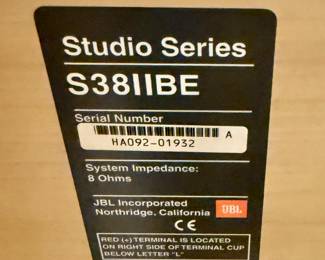 Studio Series
S38IIBE
Serial Number
A
HA092-01932
System Impedance:
8 Ohms
JBL Incorporated
Northridge, California
JBL
CE
RED (+) TERMINAL IS LOCATED
ON RIGHT SIDE OF TERMINAL CUP
BELOW LETTER "L"